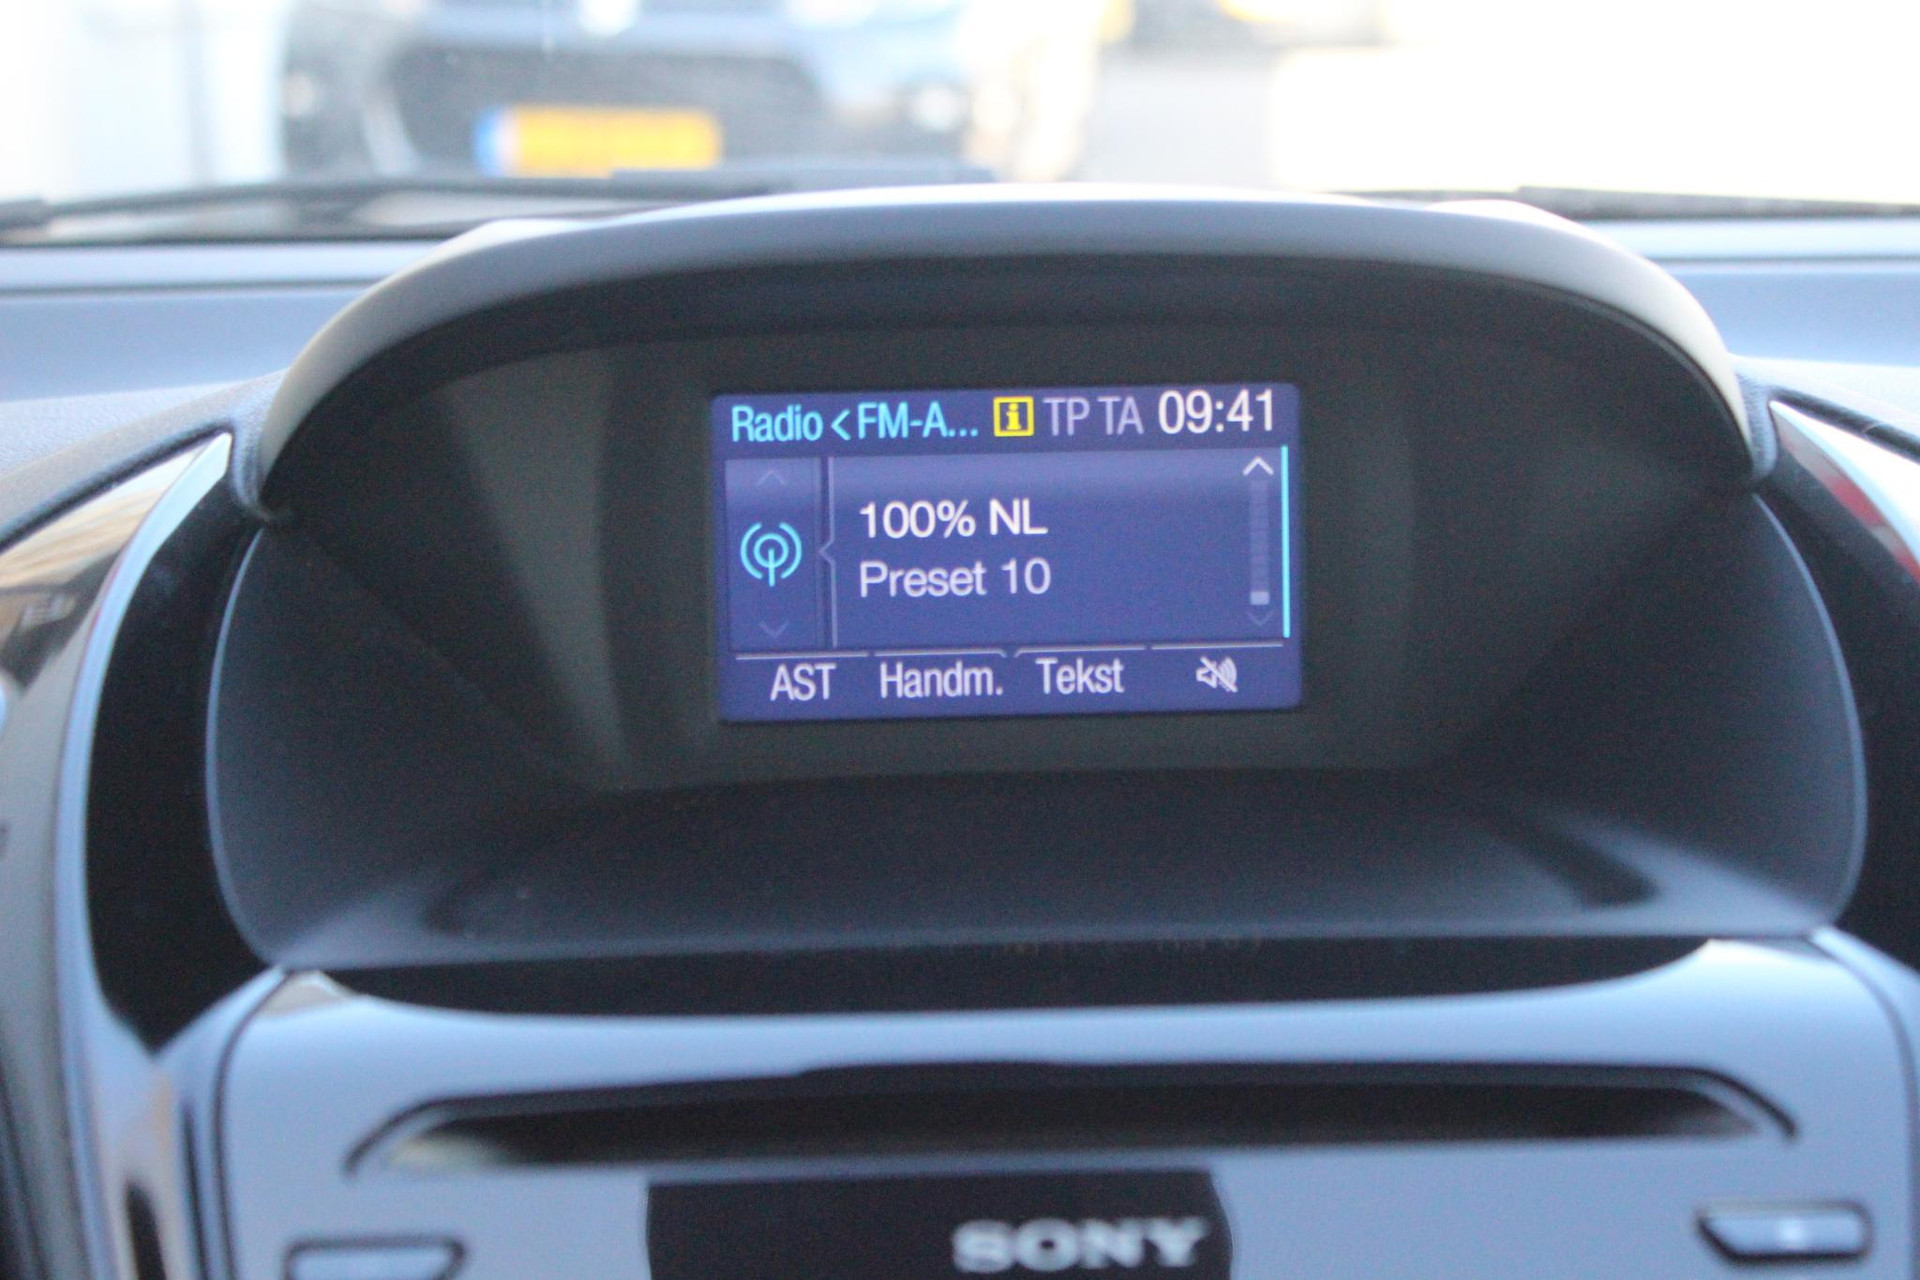 Radio < FM-A... i TP TA 09:41
100% NL
Preset 10
AST Handm. Tekst
SONY